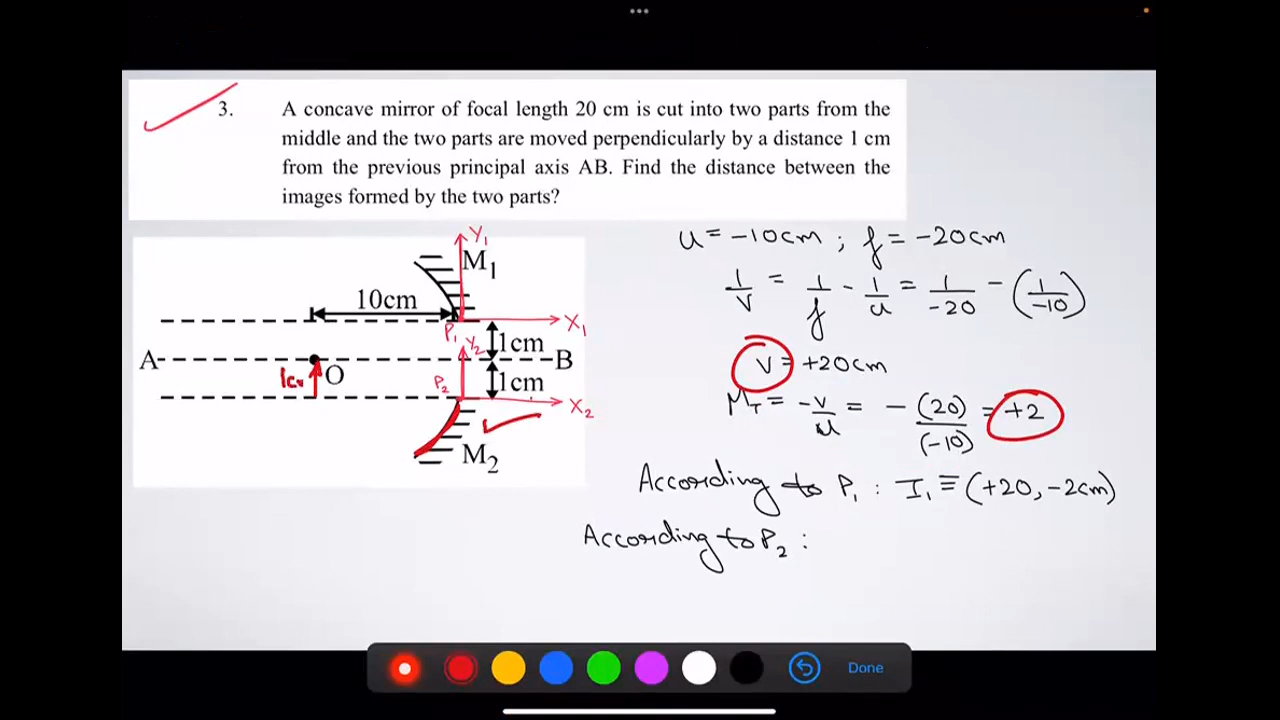 3. A concave mirror of focal length 20 cm is cut into two parts from the
middle and the two parts are moved perpendicularly by a distance 1 cm
from the previous principal axis AB. Find the distance between the
images formed by the two parts?
u = -10cm ; f = -20cm
1/v = 1/f - 1/u = 1/-20 - (1/-10)
v = +20cm
M_T = -v/u = -(20)/(-10) = +2
According to P₁ : I₁ ≡ (+20, -2cm)
According to P₂ :
Y₁
M₁
10cm
X₁
P₁
1cm
Y₂
A
B
O
P₂
1cm
X₂
M₂
Done